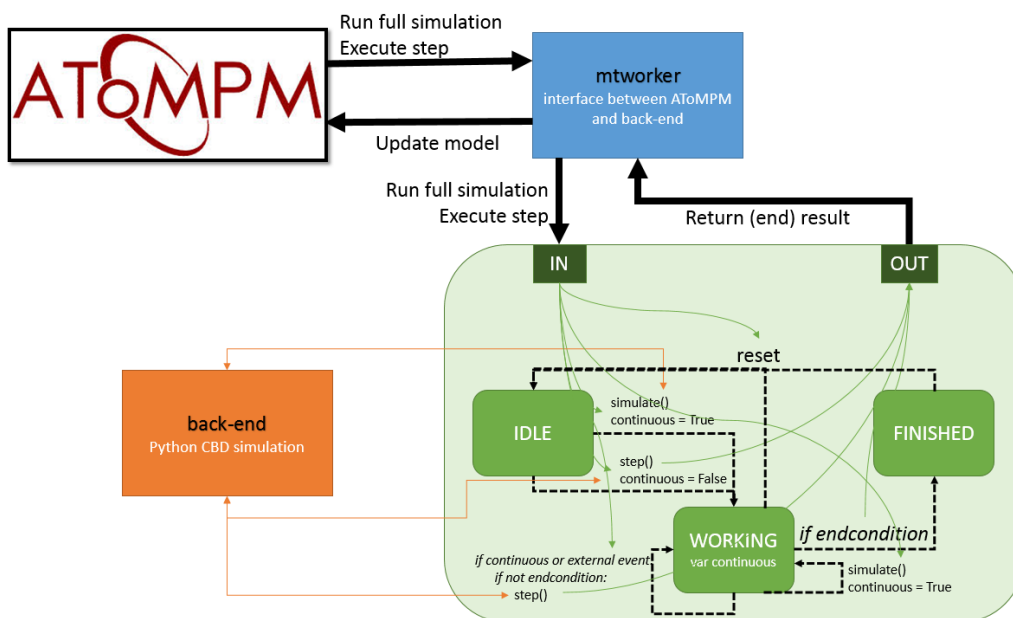 Run full simulation
Execute step
AToMPM
mtworker
interface between AToMPM
and back-end
Update model
Run full simulation
Execute step
Return (end) result
IN
OUT
reset
back-end
Python CBD simulation
IDLE
simulate()
continuous = True
FINISHED
step()
continuous = False
WORKiNG
var continuous
if endcondition
if continuous or external event
if not endcondition:
step()
simulate()
continuous = True